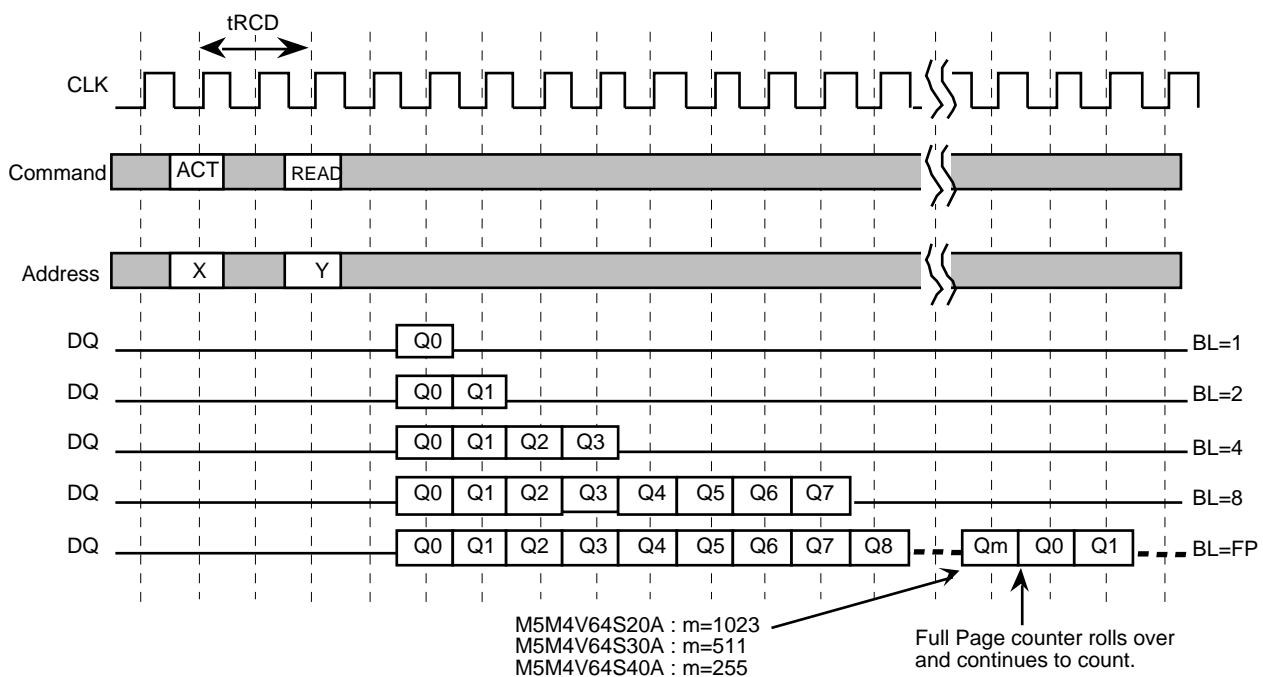 tRCD
CLK
Command ACT READ
Address X Y
DQ Q0 BL=1
DQ Q0 Q1 BL=2
DQ Q0 Q1 Q2 Q3 BL=4
DQ Q0 Q1 Q2 Q3 Q4 Q5 Q6 Q7 BL=8
DQ Q0 Q1 Q2 Q3 Q4 Q5 Q6 Q7 Q8 Qm Q0 Q1 BL=FP
M5M4V64S20A : m=1023
M5M4V64S30A : m=511
M5M4V64S40A : m=255
Full Page counter rolls over
and continues to count.